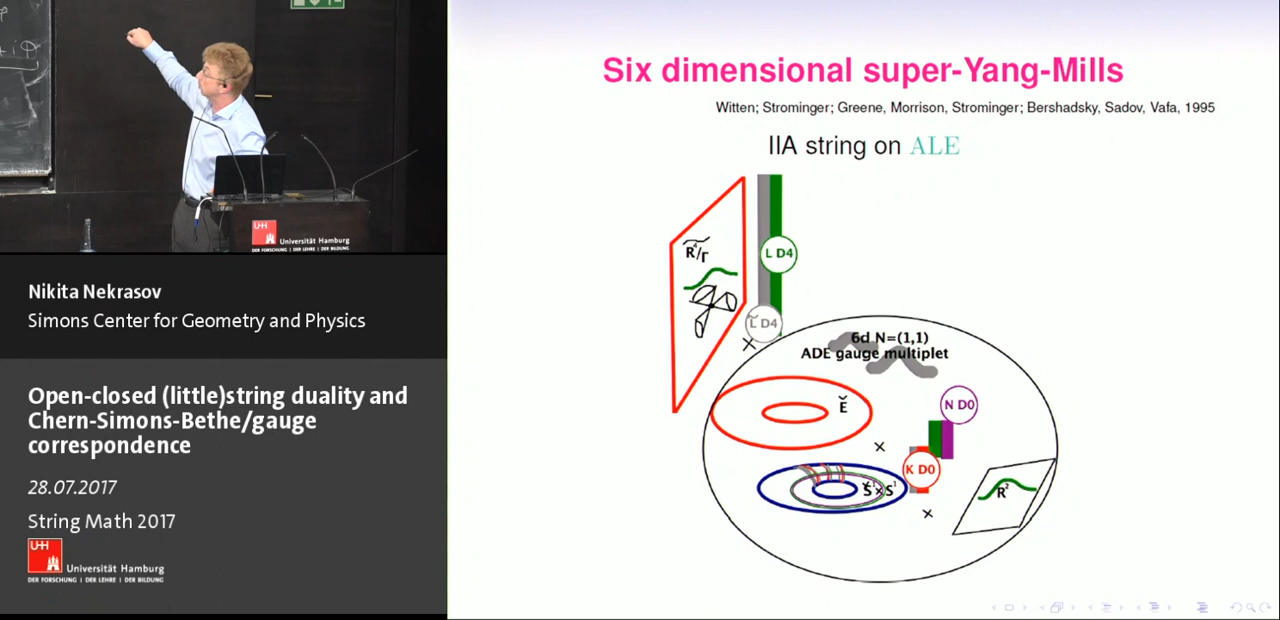 Six dimensional super-Yang-Mills
Witten; Strominger; Greene, Morrison, Strominger; Bershadsky, Sadov, Vafa, 1995
IIA string on ALE
R⁴/Γ
L D4
L̃ D4
×
6d N=(1,1)
ADE gauge multiplet
Ě
N D0
×
K D0
Š¹×S¹
R²
×
U·H
Universität Hamburg
DER FORSCHUNG | DER LEHRE | DER BILDUNG
Nikita Nekrasov
Simons Center for Geometry and Physics
Open-closed (little)string duality and
Chern-Simons-Bethe/gauge
correspondence
28.07.2017
String Math 2017
U·H
Universität Hamburg
DER FORSCHUNG | DER LEHRE | DER BILDUNG